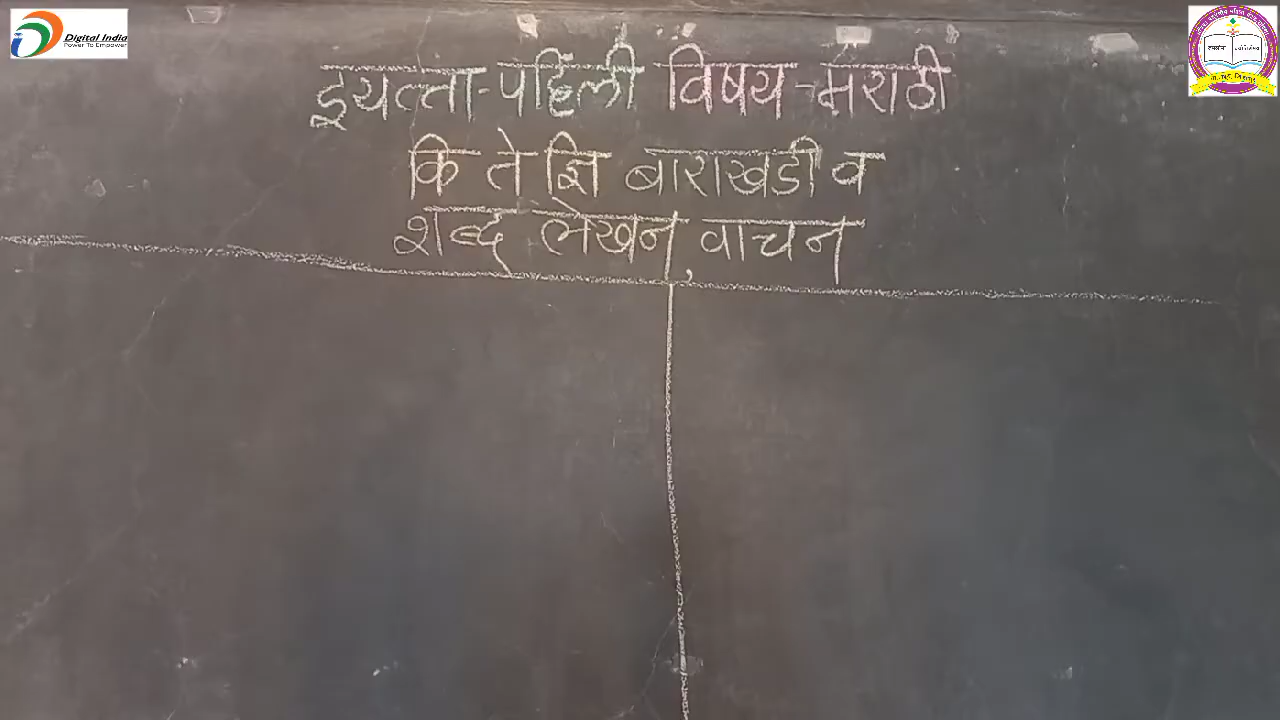 Digital India
Power To Empower
इयत्ता-पहिली विषय-मराठी
कि ते ज्ञि बाराखडी व
शब्द लेखन, वाचन